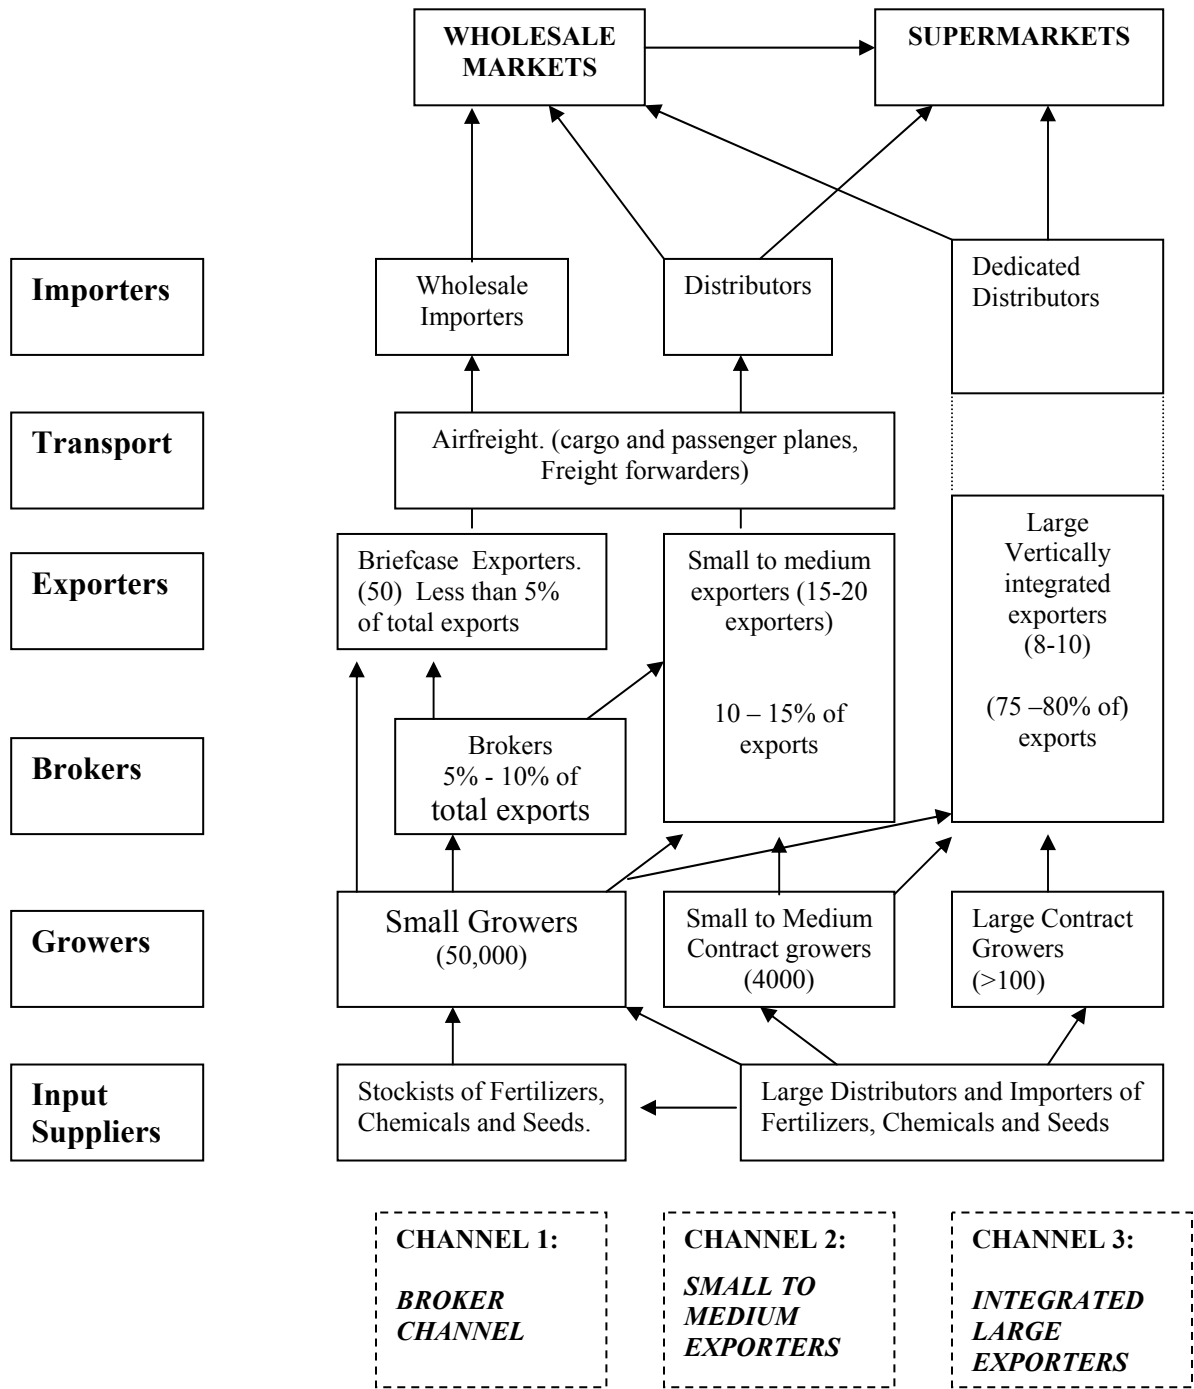 WHOLESALE
MARKETS
SUPERMARKETS
Importers
Wholesale
Importers
Distributors
Dedicated
Distributors
Transport
Airfreight. (cargo and passenger planes,
Freight forwarders)
Exporters
Briefcase Exporters.
(50) Less than 5%
of total exports
Small to medium
exporters (15-20
exporters)
10 – 15% of
exports
Large
Vertically
integrated
exporters
(8-10)
(75 –80% of)
exports
Brokers
Brokers
5% - 10% of
total exports
Growers
Small Growers
(50,000)
Small to Medium
Contract growers
(4000)
Large Contract
Growers
(>100)
Input
Suppliers
Stockists of Fertilizers,
Chemicals and Seeds.
Large Distributors and Importers of
Fertilizers, Chemicals and Seeds
CHANNEL 1:
BROKER
CHANNEL
CHANNEL 2:
SMALL TO
MEDIUM
EXPORTERS
CHANNEL 3:
INTEGRATED
LARGE
EXPORTERS